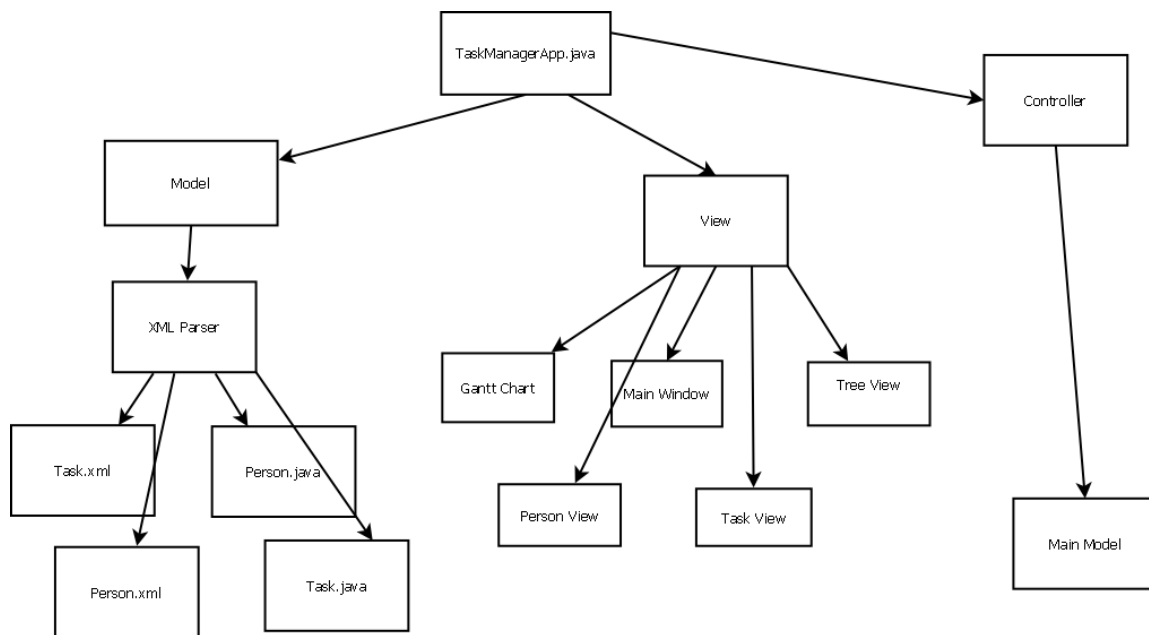 TaskManagerApp.java
Controller
Model
View
XML Parser
Gantt Chart
Main Window
Tree View
Task.xml
Person.java
Person View
Task View
Main Model
Person.xml
Task.java